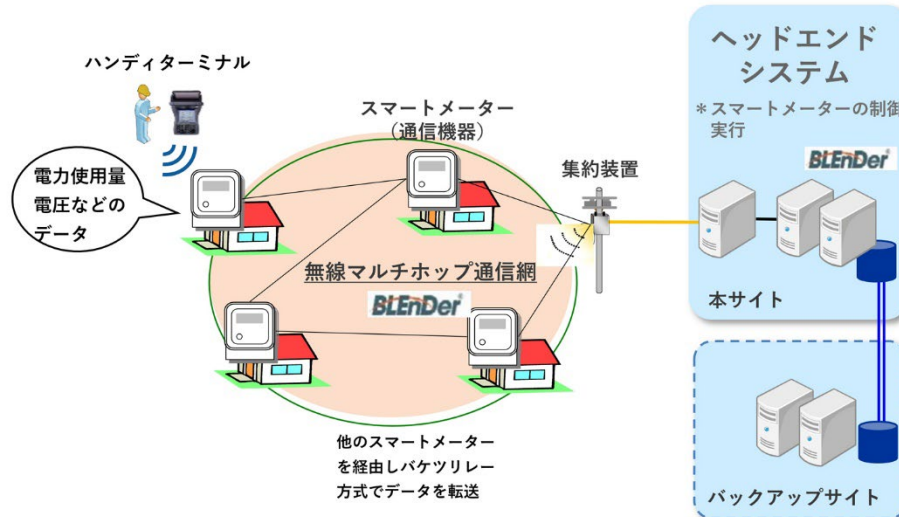 ハンディターミナル
スマートメーター
（通信機器）
集約装置
電力使用量
電圧などの
データ
無線マルチホップ通信網
BLEnDer®
他のスマートメーター
を経由しバケツリレー
方式でデータを転送
ヘッドエンド
システム
＊スマートメーターの制御
実行
BLEnDer®
本サイト
バックアップサイト